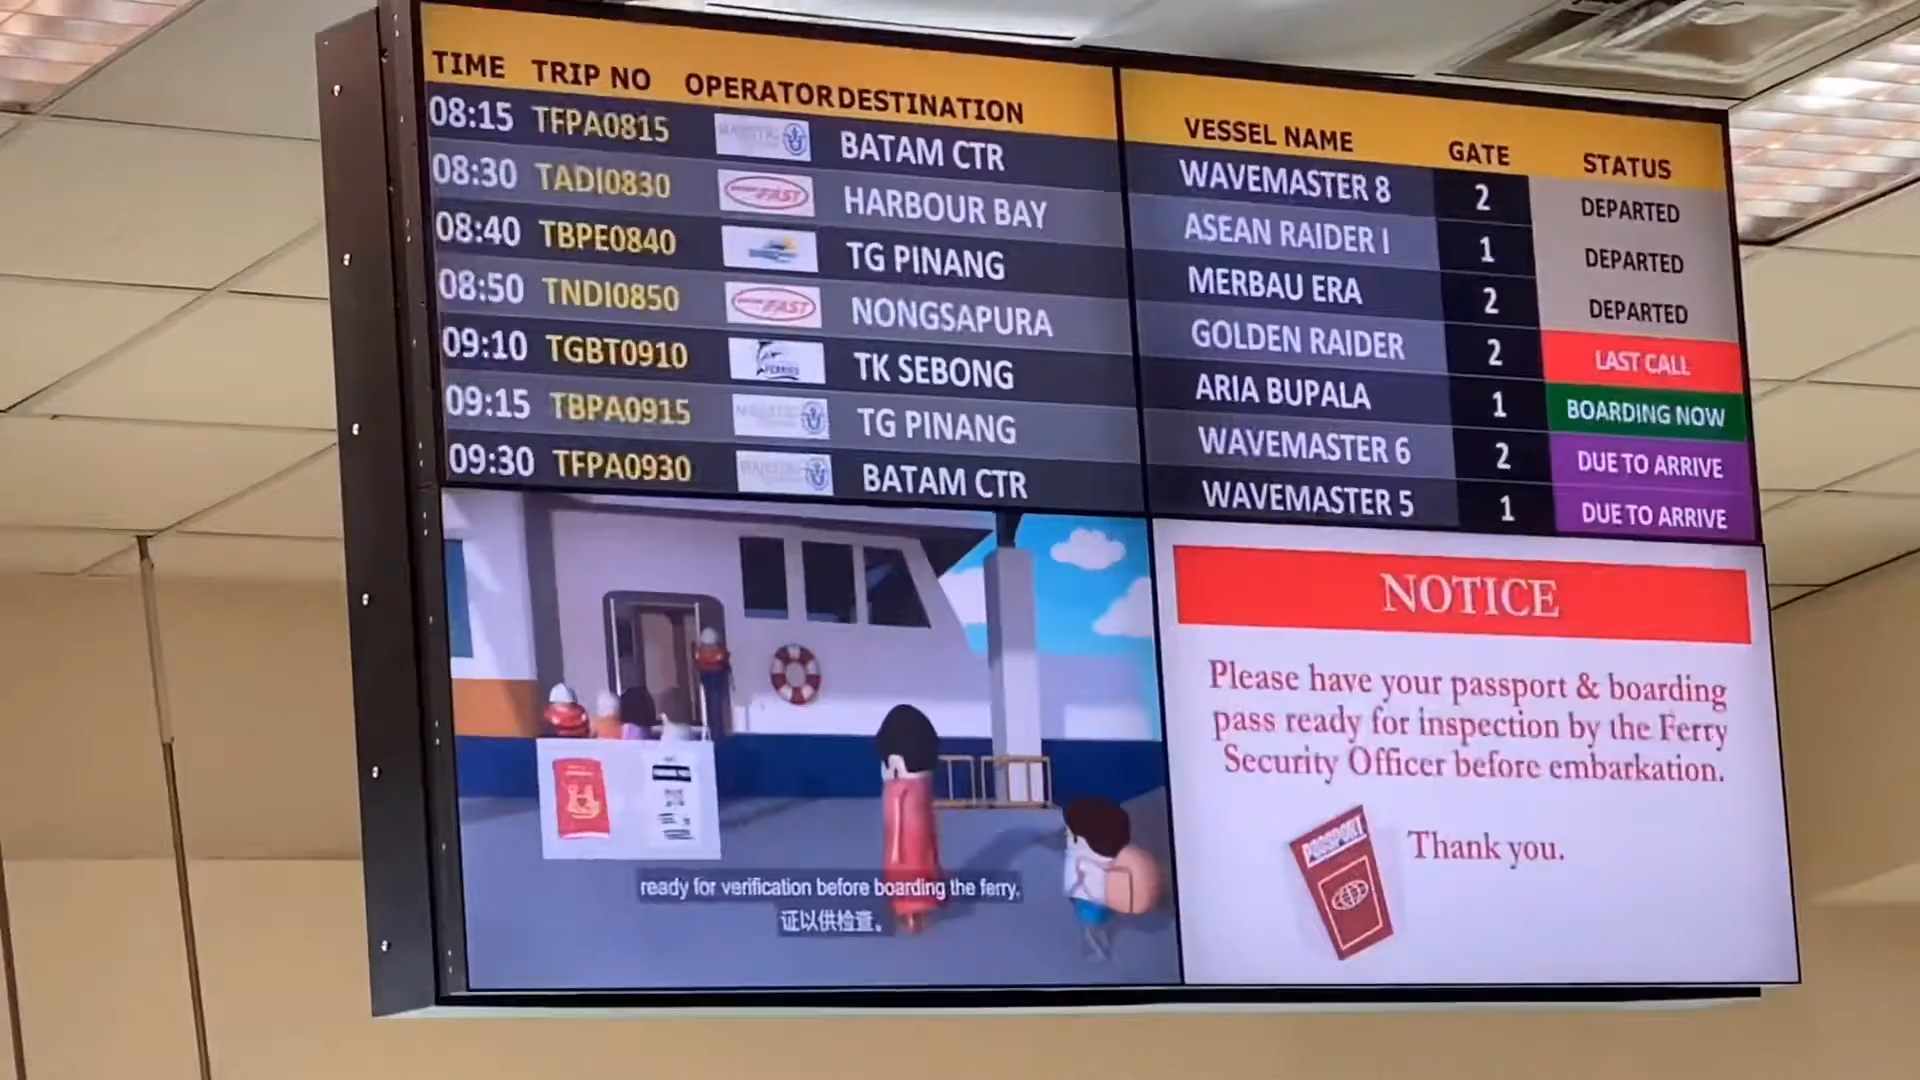 TIME TRIP NO OPERATOR DESTINATION VESSEL NAME GATE STATUS
08:15 TFPA0815 BATAM CTR WAVEMASTER 8 2 DEPARTED
08:30 TADI0830 FAST HARBOUR BAY ASEAN RAIDER I 1 DEPARTED
08:40 TBPE0840 TG PINANG MERBAU ERA 2 DEPARTED
08:50 TNDI0850 FAST NONGSAPURA GOLDEN RAIDER 2 LAST CALL
09:10 TGBT0910 FERRIES TK SEBONG ARIA BUPALA 1 BOARDING NOW
09:15 TBPA0915 TG PINANG WAVEMASTER 6 2 DUE TO ARRIVE
09:30 TFPA0930 BATAM CTR WAVEMASTER 5 1 DUE TO ARRIVE
ready for verification before boarding the ferry.
证以供检查。
NOTICE
Please have your passport & boarding
pass ready for inspection by the Ferry
Security Officer before embarkation.
PASSPORT
Thank you.